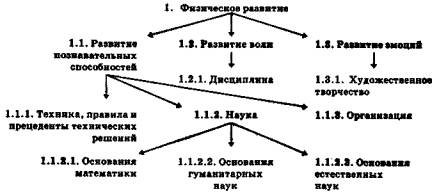 1. Физическое развитие
1.1. Развитие познавательных способностей
1.2. Развитие воли
1.3. Развитие эмоций
1.2.1. Дисциплина
1.3.1. Художественное творчество
1.1.1. Техника, правила и прецеденты технических решений
1.1.2. Наука
1.1.3. Организация
1.1.2.1. Основания математики
1.1.2.2. Основания гуманитарных наук
1.1.2.3. Основания естественных наук